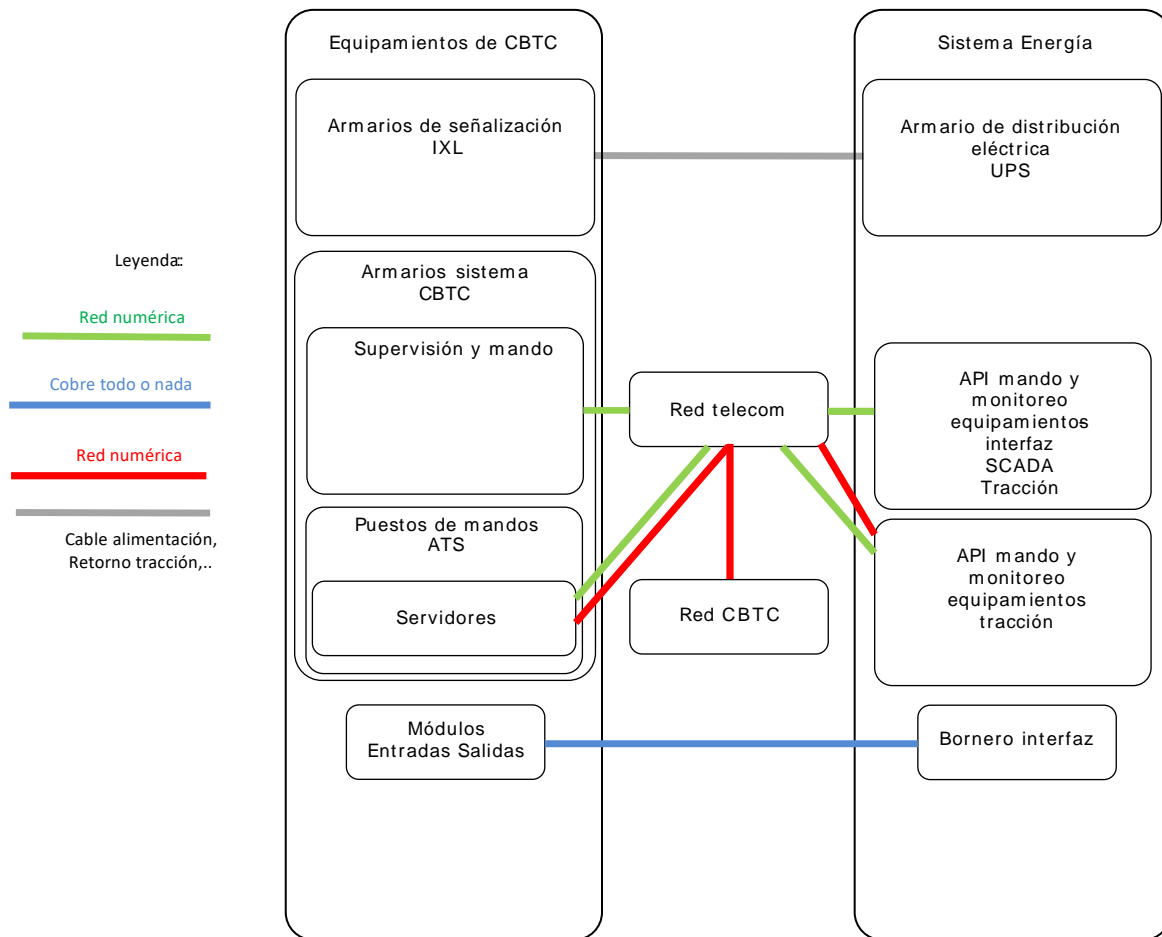 Equipamientos de CBTC
Sistema Energía
Armarios de señalización
IXL
Armario de distribución
eléctrica
UPS
Leyenda:
Red numérica
Cobre todo o nada
Red numérica
Cable alimentación,
Retorno tracción,..
Armarios sistema
CBTC
Supervisión y mando
Red telecom
API mando y
monitoreo
equipamientos
interfaz
SCADA
Tracción
Puestos de mandos
ATS
Servidores
Red CBTC
API mando y
monitoreo
equipamientos
tracción
Módulos
Entradas Salidas
Bornero interfaz